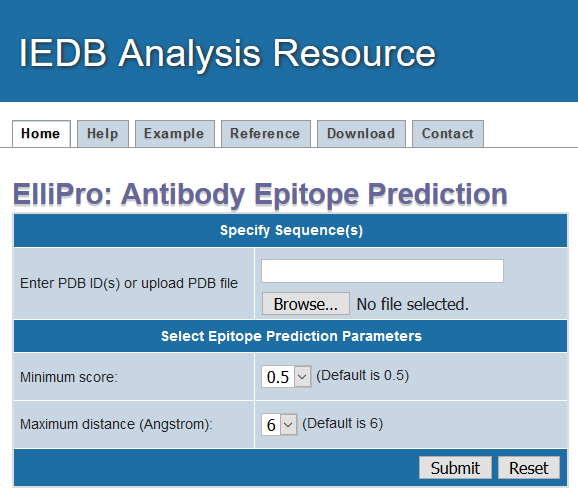 IEDB Analysis Resource
Home Help Example Reference Download Contact
ElliPro: Antibody Epitope Prediction
Specify Sequence(s)
Enter PDB ID(s) or upload PDB file
Browse... No file selected.
Select Epitope Prediction Parameters
Minimum score: 0.5 (Default is 0.5)
Maximum distance (Angstrom): 6 (Default is 6)
Submit Reset